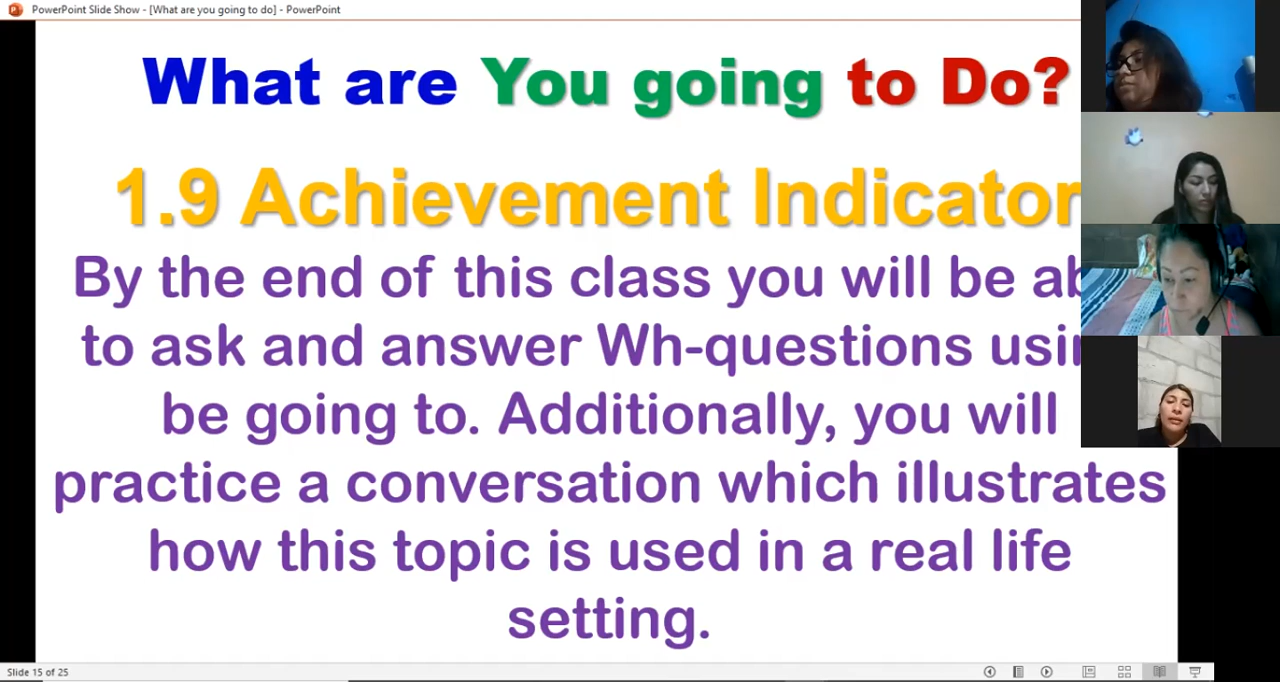 PowerPoint Slide Show - [What are you going to do] - PowerPoint
What are You going to Do?
1.9 Achievement Indicator
By the end of this class you will be
to ask and answer Wh-questions
be going to. Additionally, you will
practice a conversation which illustrates
how this topic is used in a real life
setting.
Slide 15 of 25